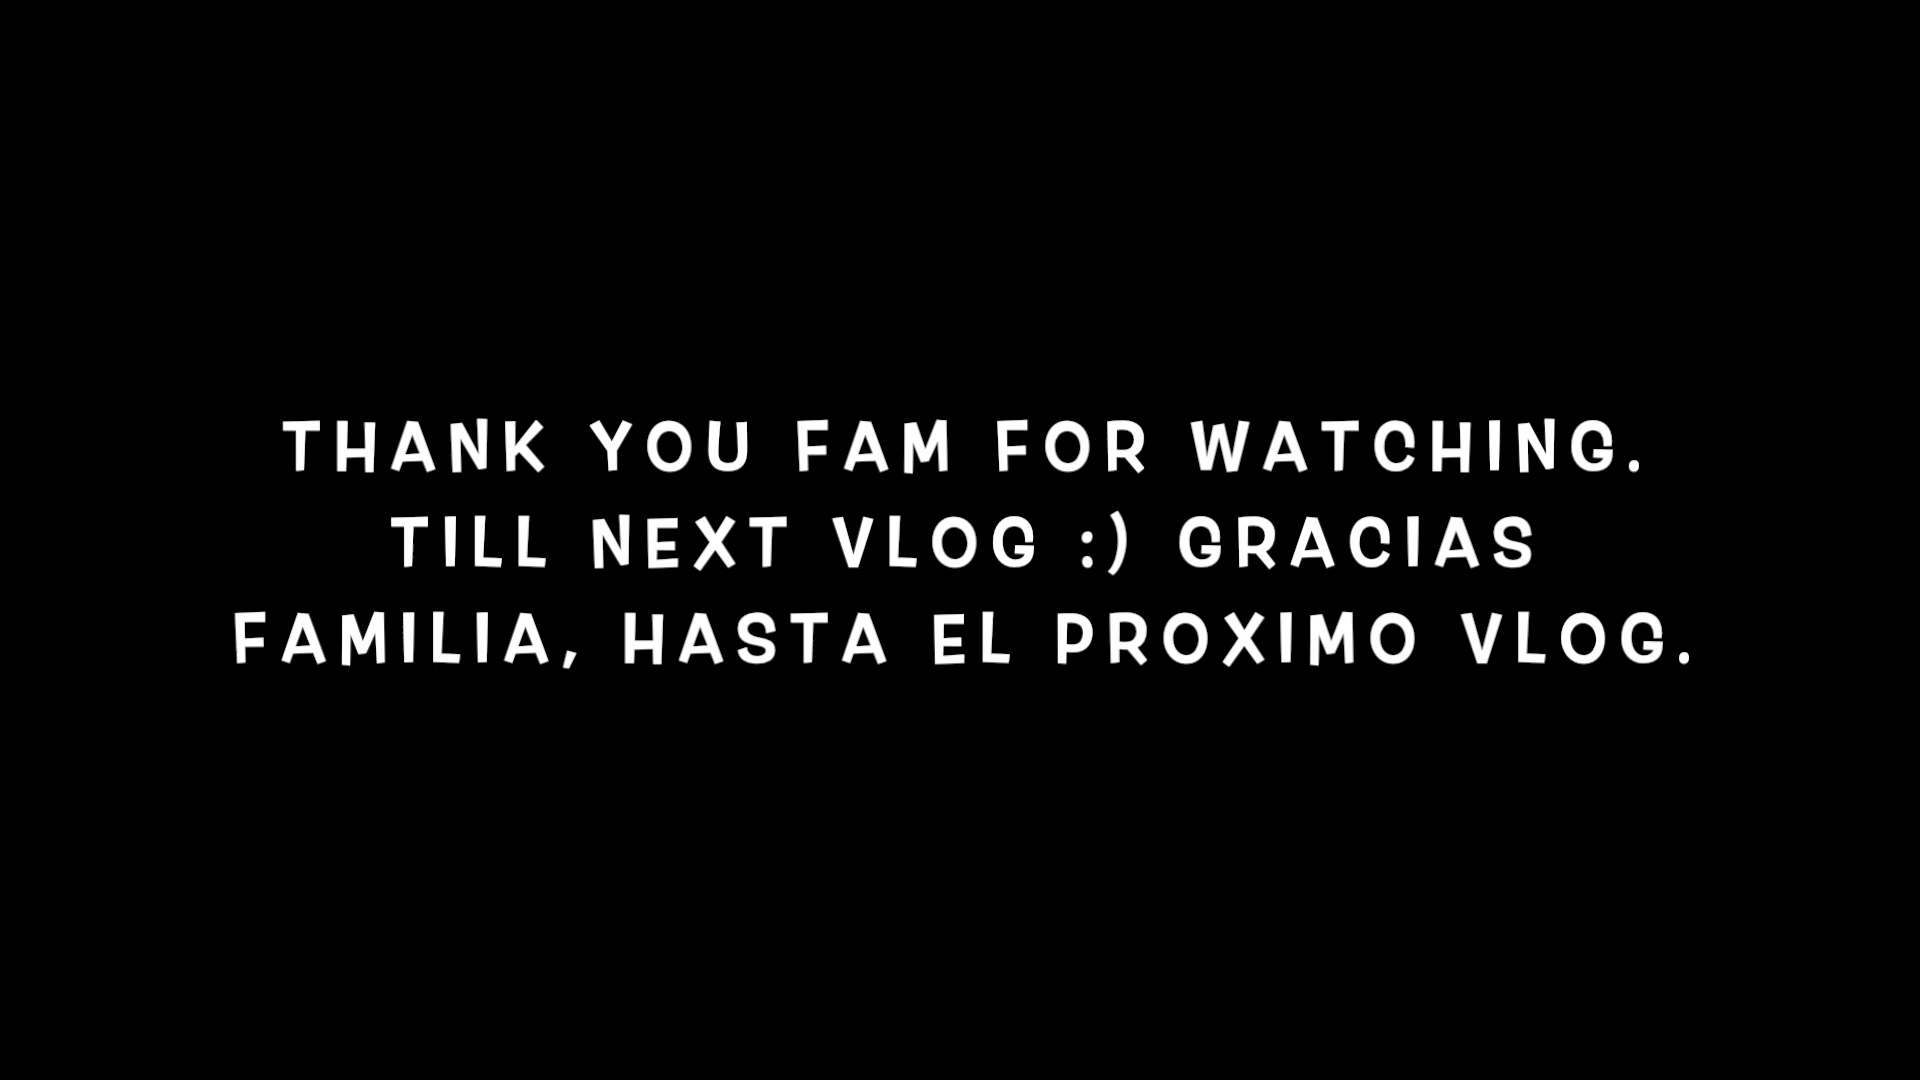 THANK YOU FAM FOR WATCHING.
TILL NEXT VLOG :) GRACIAS
FAMILIA, HASTA EL PROXIMO VLOG.